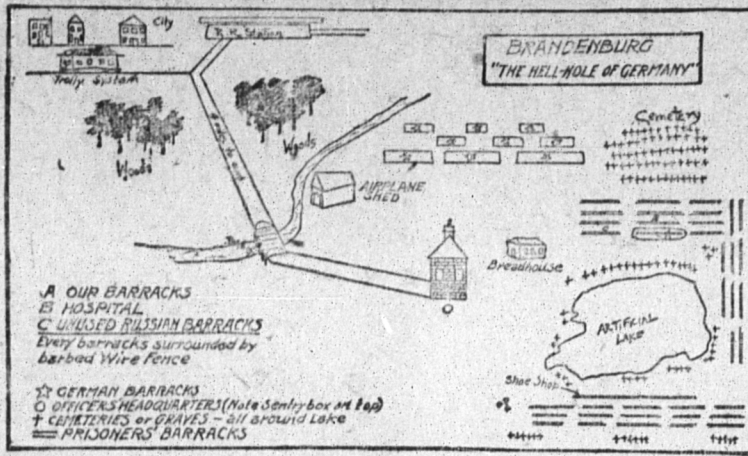 City
R.R. Station
Trolly System
BRANDENBURG
"THE HELL-HOLE OF GERMANY"
Cemetery
Woods
Woods
AIRPLANE
SHED
Breadhouse
ARTIFICIAL
LAKE
Shoe Shop
A OUR BARRACKS
B HOSPITAL
C UNUSED RUSSIAN BARRACKS
Every barracks surrounded by
barbed Wire Fence
☆ GERMAN BARRACKS
O OFFICERS HEADQUARTERS (Note Sentrybox on top)
+ CEMETERIES or GRAVES - all around Lake
= PRISONERS' BARRACKS